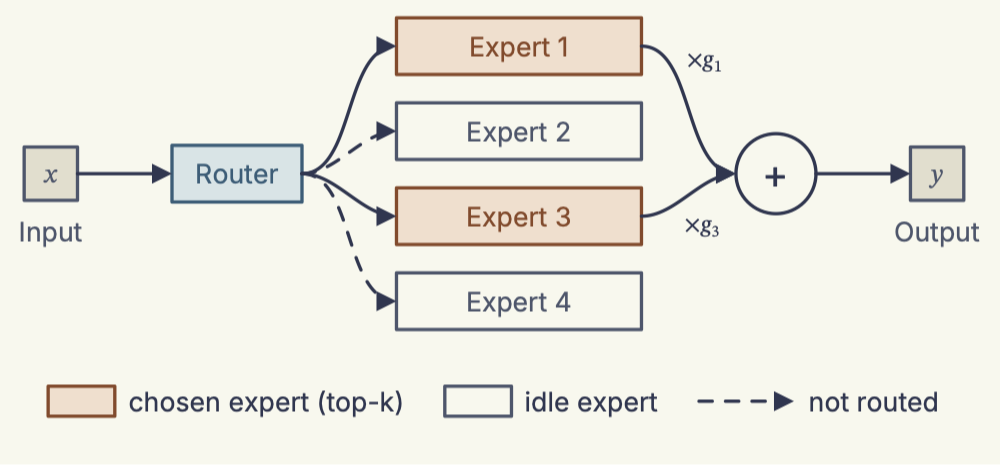 Expert 1
×g₁
Expert 2
x
Router
+
y
Input
Expert 3
×g₃
Output
Expert 4
chosen expert (top-k)
idle expert
not routed